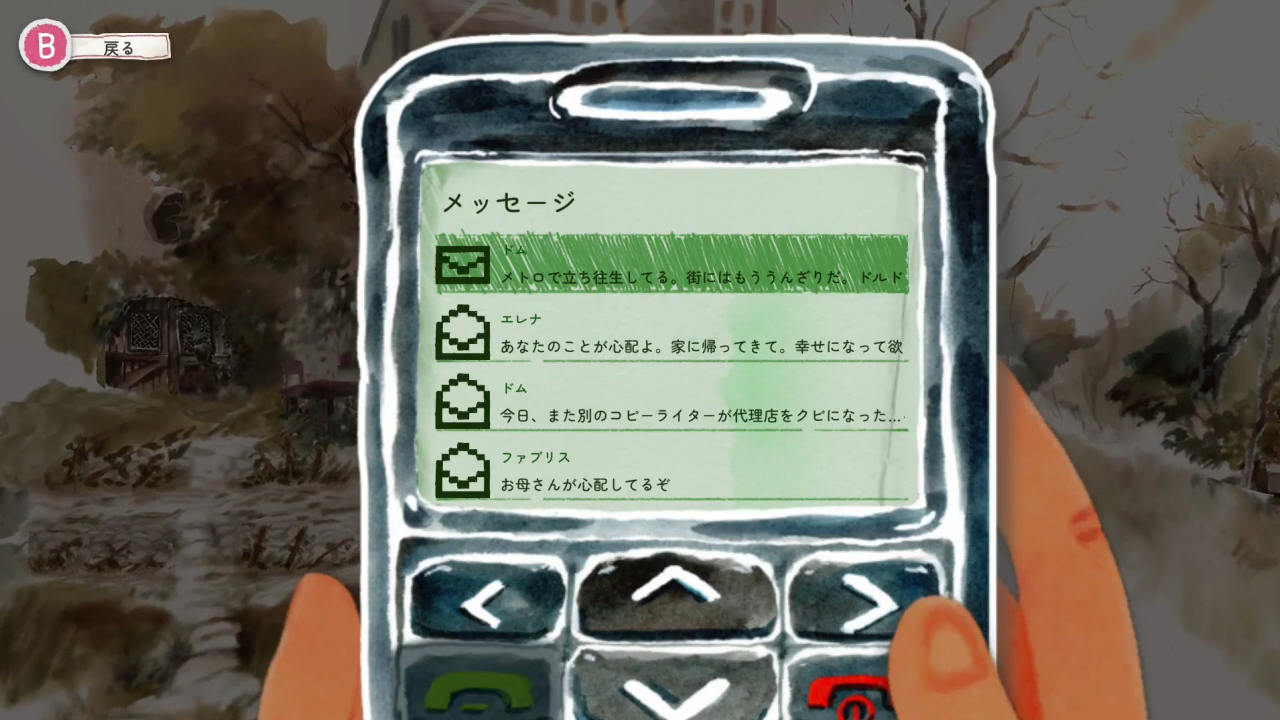 B 戻る
メッセージ
ドム
メトロで立ち往生してる。街にはもううんざりだ。ドルド
エレナ
あなたのことが心配よ。家に帰ってきて。幸せになって欲
ドム
今日、また別のコピーライターが代理店をクビになった…
ファブリス
お母さんが心配してるぞ